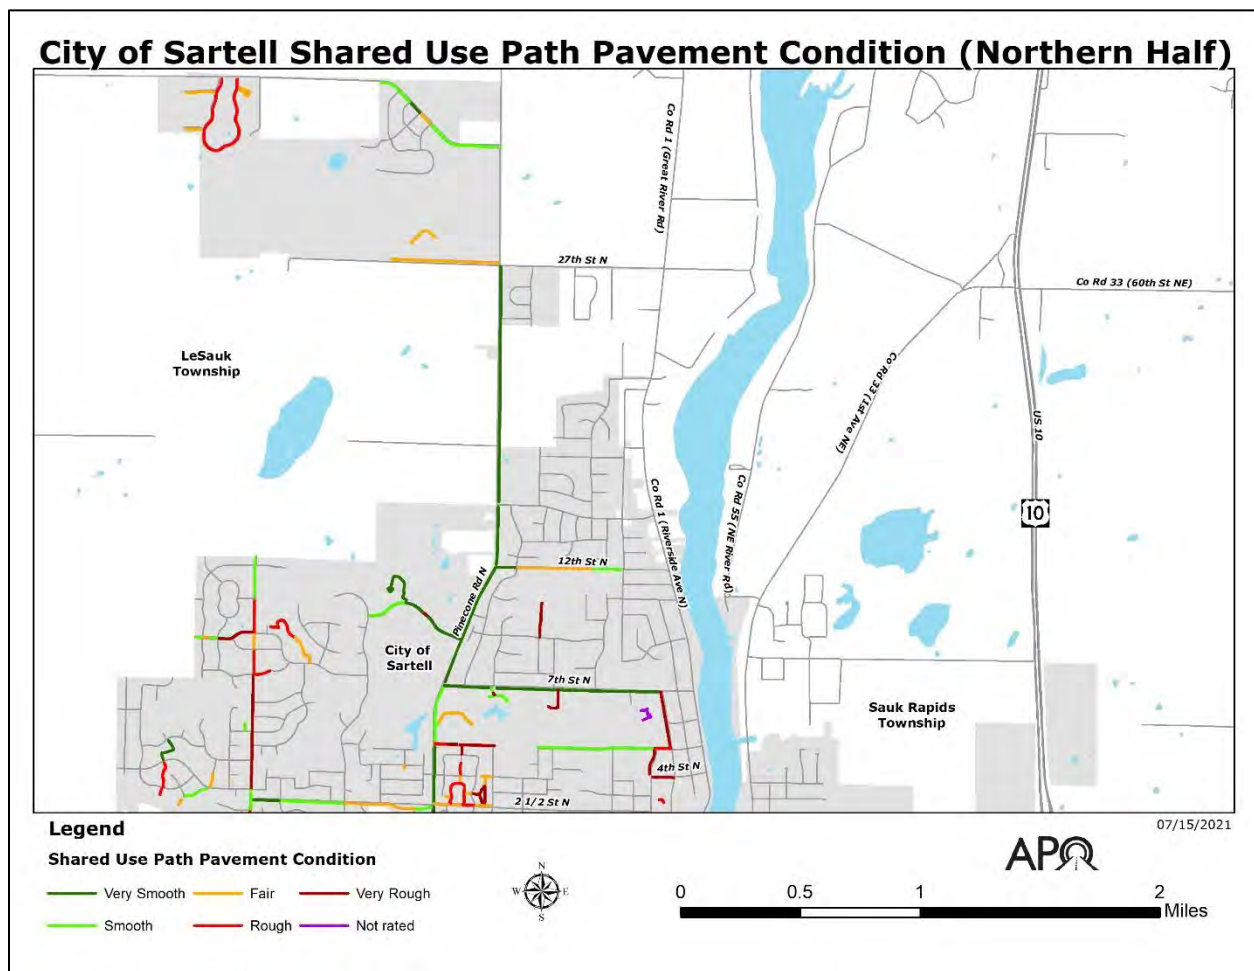 City of Sartell Shared Use Path Pavement Condition (Northern Half)
Co Rd 1 (Great River Rd)
27th St N
Co Rd 33 (60th St NE)
LeSauk
Township
Co Rd 33 (1st Ave NE)
US 10
Co Rd 1 (Riverside Ave N)
Co Rd 55 (NE River Rd)
10
12th St N
Pinecone Rd N
City of
Sartell
7th St N
Sauk Rapids
Township
4th St N
2 1/2 St N
07/15/2021
Legend
Shared Use Path Pavement Condition
Very Smooth
Fair
Very Rough
Smooth
Rough
Not rated
N
W
E
S
APO
0
0.5
1
2
Miles